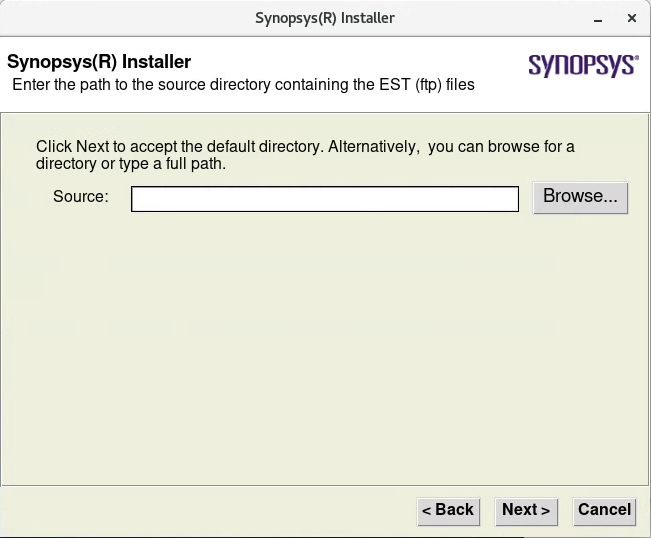 Synopsys(R) Installer
Synopsys(R) Installer
SYNOPSYS®
Enter the path to the source directory containing the EST (ftp) files
Click Next to accept the default directory. Alternatively, you can browse for a
directory or type a full path.
Source:
Browse...
< Back
Next >
Cancel